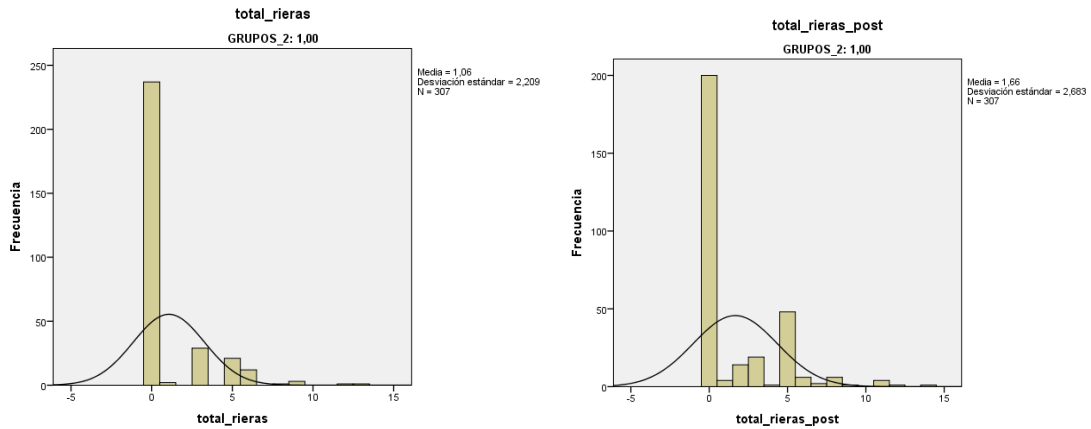 total_rieras
GRUPOS_2: 1,00
Media = 1,06
Desviación estándar = 2,209
N = 307
250
200
150
100
50
0
Frecuencia
-5 0 5 10 15
total_rieras
total_rieras_post
GRUPOS_2: 1,00
Media = 1,66
Desviación estándar = 2,683
N = 307
200
150
100
50
0
Frecuencia
-5 0 5 10 15
total_rieras_post